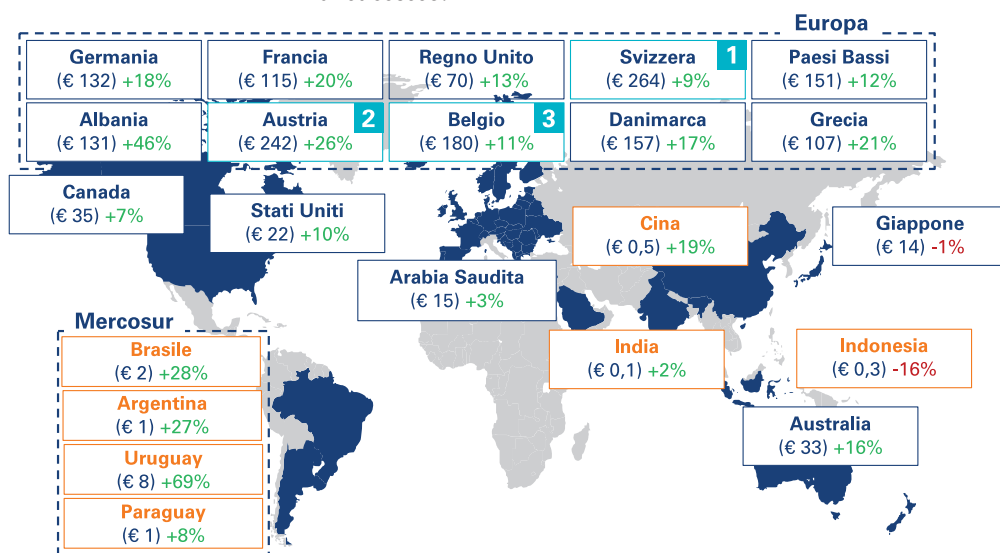 Europa
Germania
(€ 132) +18%
Francia
(€ 115) +20%
Regno Unito
(€ 70) +13%
Svizzera
(€ 264) +9%
1
Paesi Bassi
(€ 151) +12%
Albania
(€ 131) +46%
Austria
(€ 242) +26%
2
Belgio
(€ 180) +11%
3
Danimarca
(€ 157) +17%
Grecia
(€ 107) +21%
Canada
(€ 35) +7%
Stati Uniti
(€ 22) +10%
Cina
(€ 0,5) +19%
Giappone
(€ 14) -1%
Arabia Saudita
(€ 15) +3%
Mercosur
Brasile
(€ 2) +28%
Argentina
(€ 1) +27%
Uruguay
(€ 8) +69%
Paraguay
(€ 1) +8%
India
(€ 0,1) +2%
Indonesia
(€ 0,3) -16%
Australia
(€ 33) +16%